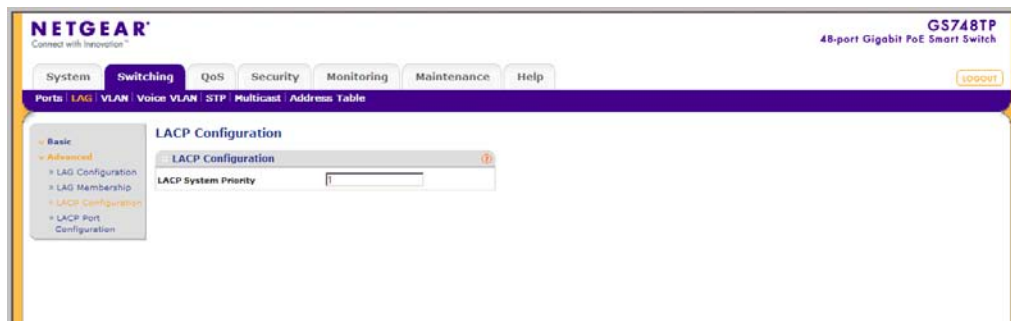 NETGEAR
Connect with Innovation™
GS748TP
48-port Gigabit PoE Smart Switch
System Switching QoS Security Monitoring Maintenance Help
LOGOUT
Ports LAG VLAN Voice VLAN STP Multicast Address Table
Basic
Advanced
LAG Configuration
LAG Membership
LACP Configuration
LACP Port
Configuration
LACP Configuration
LACP Configuration
LACP System Priority 1